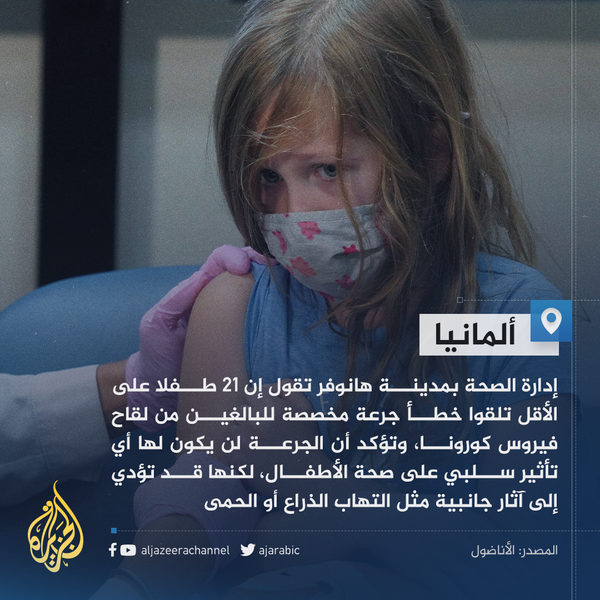 ألمانيا
إدارة الصحة بمدينة هانوفر تقول إن 21 طفلا على
الأقل تلقوا خطأ جرعة مخصصة للبالغين من لقاح
فيروس كورونا، وتؤكد أن الجرعة لن يكون لها أي
تأثير سلبي على صحة الأطفال، لكنها قد تؤدي
إلى آثار جانبية مثل التهاب الذراع أو الحمى
المصدر: الأناضول
aljazeerachannel ajarabic
الجزيرة